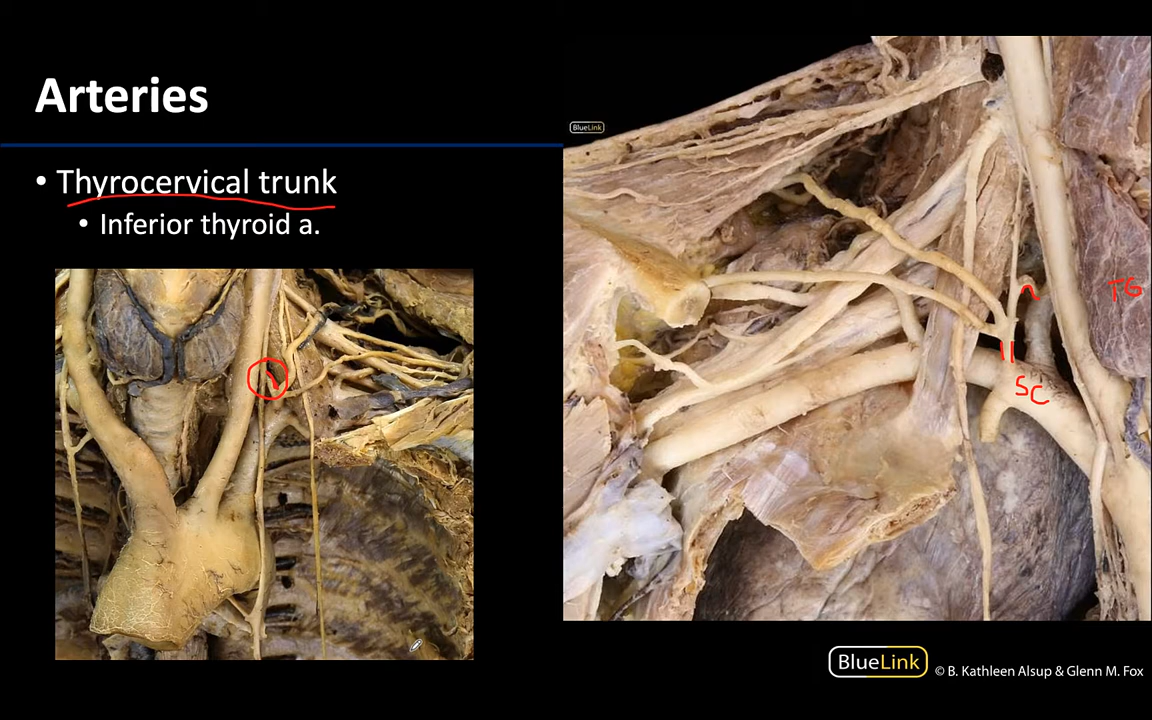 Arteries
• Thyrocervical trunk
• Inferior thyroid a.
BlueLink
TG
SC
BlueLink
© B. Kathleen Alsup & Glenn M. Fox